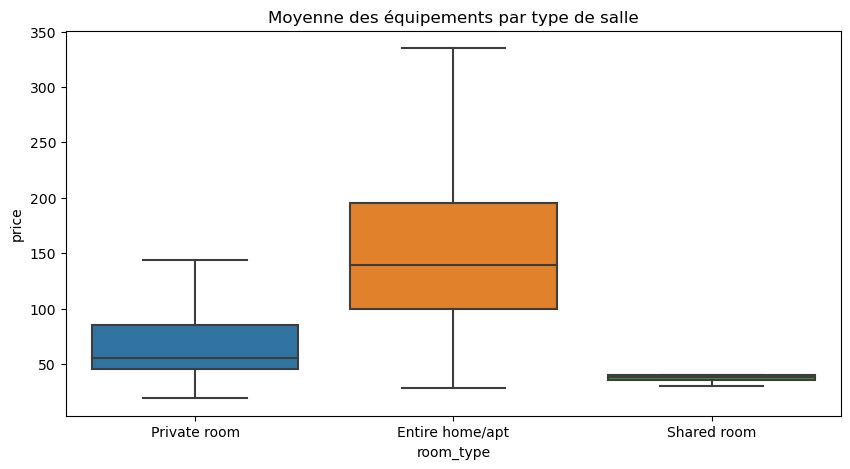 Moyenne des équipements par type de salle
350
300
250
200
150
100
50
price
Private room
Entire home/apt
Shared room
room_type